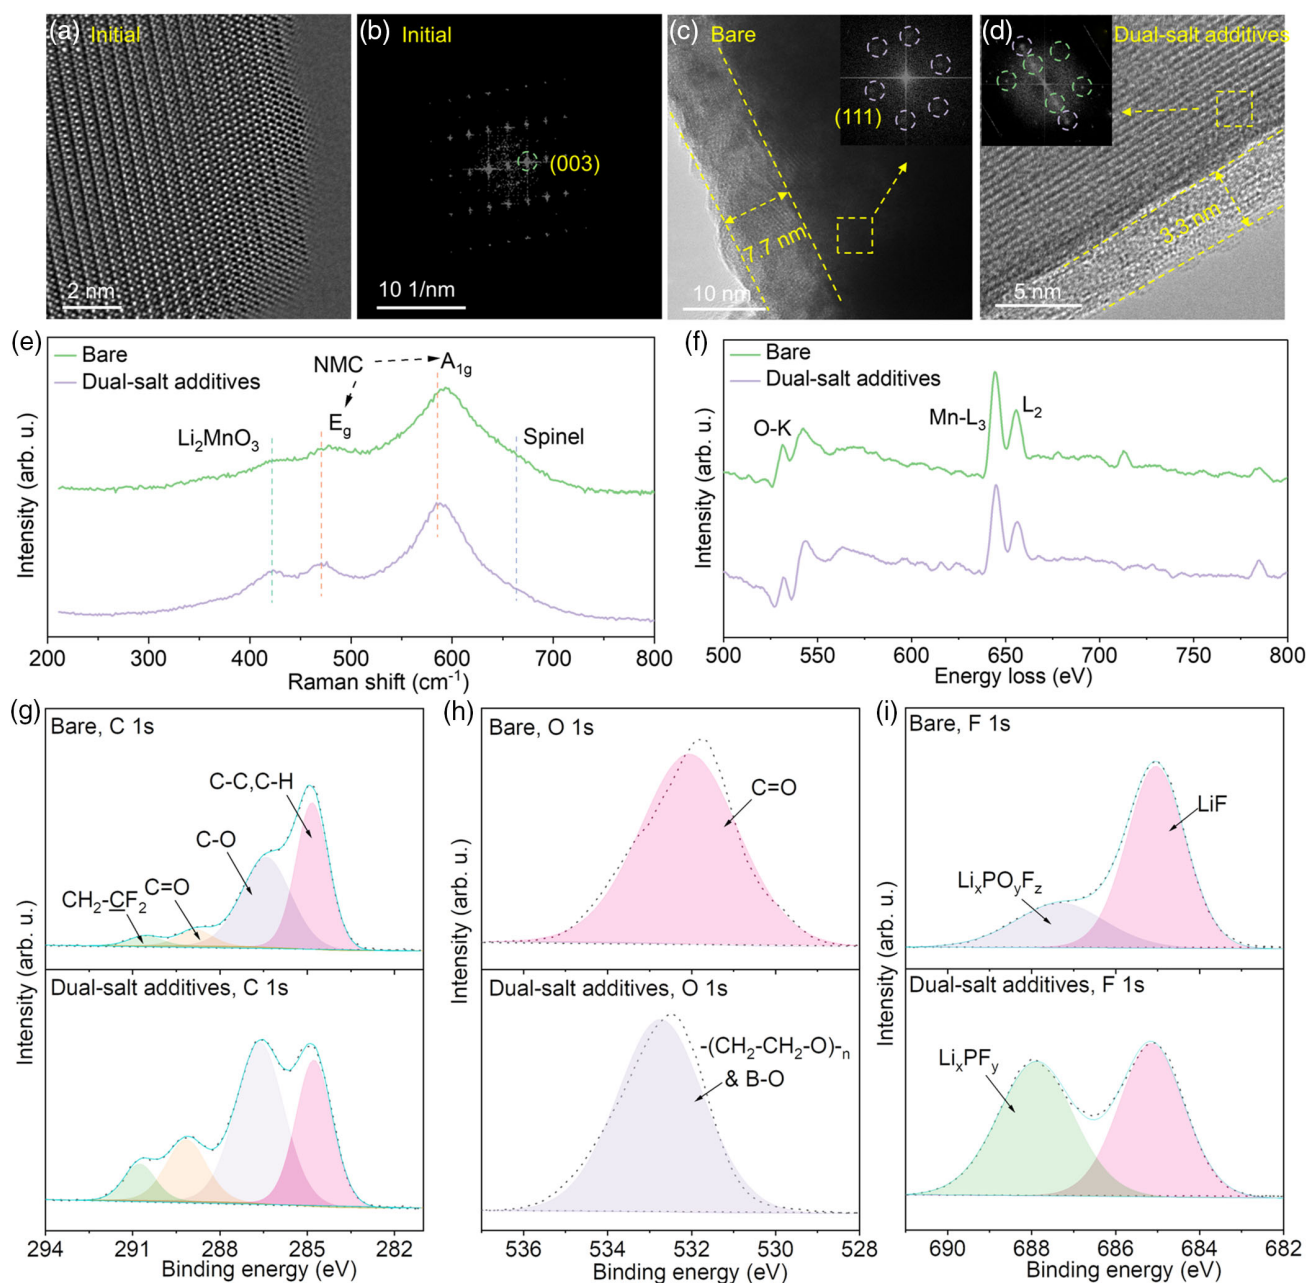 (a) Initial
2 nm
(b) Initial
(003)
10 1/nm
(c) Bare
(111)
7.7 nm
10 nm
(d)
Dual-salt additives
3.3 nm
5 nm
(e)
Bare
Dual-salt additives
NMC
A1g
Eg
Li2MnO3
Spinel
Intensity (arb. u.)
200 300 400 500 600 700 800
Raman shift (cm-1)
(f)
Bare
Dual-salt additives
O-K
Mn-L3
L2
Intensity (arb. u.)
500 550 600 650 700 750 800
Energy loss (eV)
(g)
Bare, C 1s
C-C,C-H
C-O
C=O
CH2-CF2
Dual-salt additives, C 1s
Intensity (arb. u.)
294 291 288 285 282
Binding energy (eV)
(h)
Bare, O 1s
C=O
Dual-salt additives, O 1s
-(CH2-CH2-O)-n
& B-O
Intensity (arb. u.)
536 534 532 530 528
Binding energy (eV)
(i)
Bare, F 1s
LiF
LixPOyFz
Dual-salt additives, F 1s
LixPFy
Intensity (arb. u.)
690 688 686 684 682
Binding energy (eV)